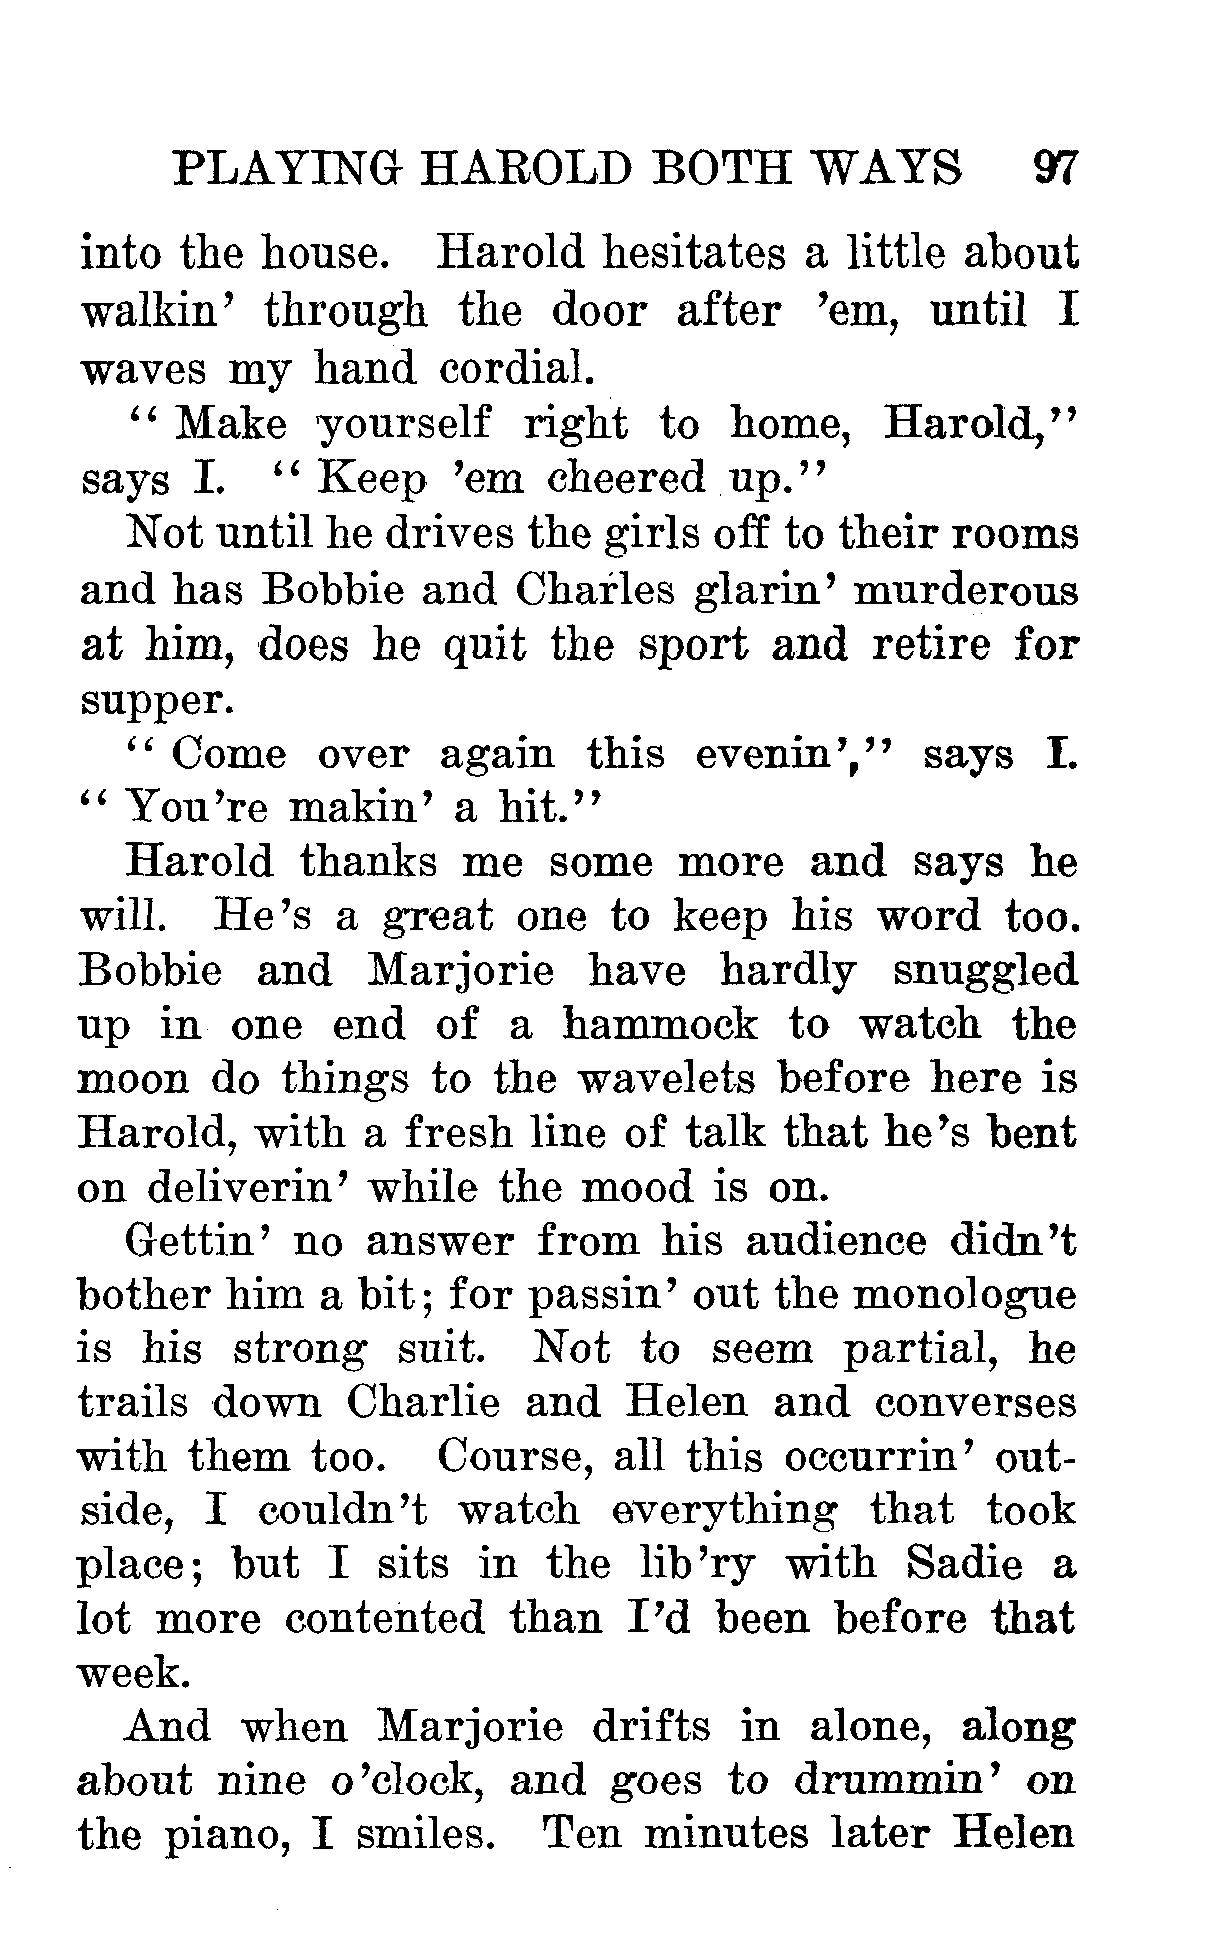 PLAYING HAROLD BOTH WAYS 97
into the house. Harold hesitates a little about
walkin' through the door after 'em, until I
waves my hand cordial.
"Make yourself right to home, Harold,"
says I. "Keep 'em cheered up."
Not until he drives the girls off to their rooms
and has Bobbie and Charles glarin' murderous
at him, does he quit the sport and retire for
supper.
"Come over again this evenin'," says I.
"You're makin' a hit."
Harold thanks me some more and says he
will. He's a great one to keep his word too.
Bobbie and Marjorie have hardly snuggled
up in one end of a hammock to watch the
moon do things to the wavelets before here is
Harold, with a fresh line of talk that he's bent
on deliverin' while the mood is on.
Gettin' no answer from his audience didn't
bother him a bit; for passin' out the monologue
is his strong suit. Not to seem partial, he
trails down Charlie and Helen and converses
with them too. Course, all this occurrin' out-
side, I couldn't watch everything that took
place; but I sits in the lib'ry with Sadie a
lot more contented than I'd been before that
week.
And when Marjorie drifts in alone, along
about nine o'clock, and goes to drummin' on
the piano, I smiles. Ten minutes later Helen